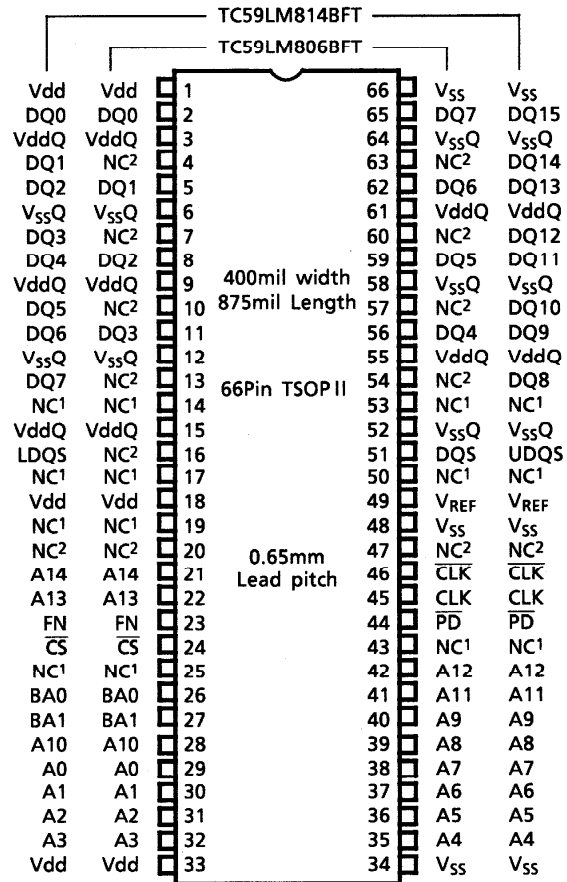 TC59LM814BFT
TC59LM806BFT
Vdd Vdd 1 66 VSS VSS
DQ0 DQ0 2 65 DQ7 DQ15
VddQ VddQ 3 64 VSSQ VSSQ
DQ1 NC2 4 63 NC2 DQ14
DQ2 DQ1 5 62 DQ6 DQ13
VSSQ VSSQ 6 61 VddQ VddQ
DQ3 NC2 7 60 NC2 DQ12
DQ4 DQ2 8 59 DQ5 DQ11
VddQ VddQ 9 400mil width 58 VSSQ VSSQ
DQ5 NC2 10 875mil Length 57 NC2 DQ10
DQ6 DQ3 11 56 DQ4 DQ9
VSSQ VSSQ 12 55 VddQ VddQ
DQ7 NC2 13 66Pin TSOP II 54 NC2 DQ8
NC1 NC1 14 53 NC1 NC1
VddQ VddQ 15 52 VSSQ VSSQ
LDQS NC2 16 51 DQS UDQS
NC1 NC1 17 50 NC1 NC1
Vdd Vdd 18 49 VREF VREF
NC1 NC1 19 48 VSS VSS
NC2 NC2 20 0.65mm 47 NC2 NC2
A14 A14 21 Lead pitch 46 CLK CLK
A13 A13 22 45 CLK CLK
FN FN 23 44 PD PD
CS CS 24 43 NC1 NC1
NC1 NC1 25 42 A12 A12
BA0 BA0 26 41 A11 A11
BA1 BA1 27 40 A9 A9
A10 A10 28 39 A8 A8
A0 A0 29 38 A7 A7
A1 A1 30 37 A6 A6
A2 A2 31 36 A5 A5
A3 A3 32 35 A4 A4
Vdd Vdd 33 34 VSS VSS